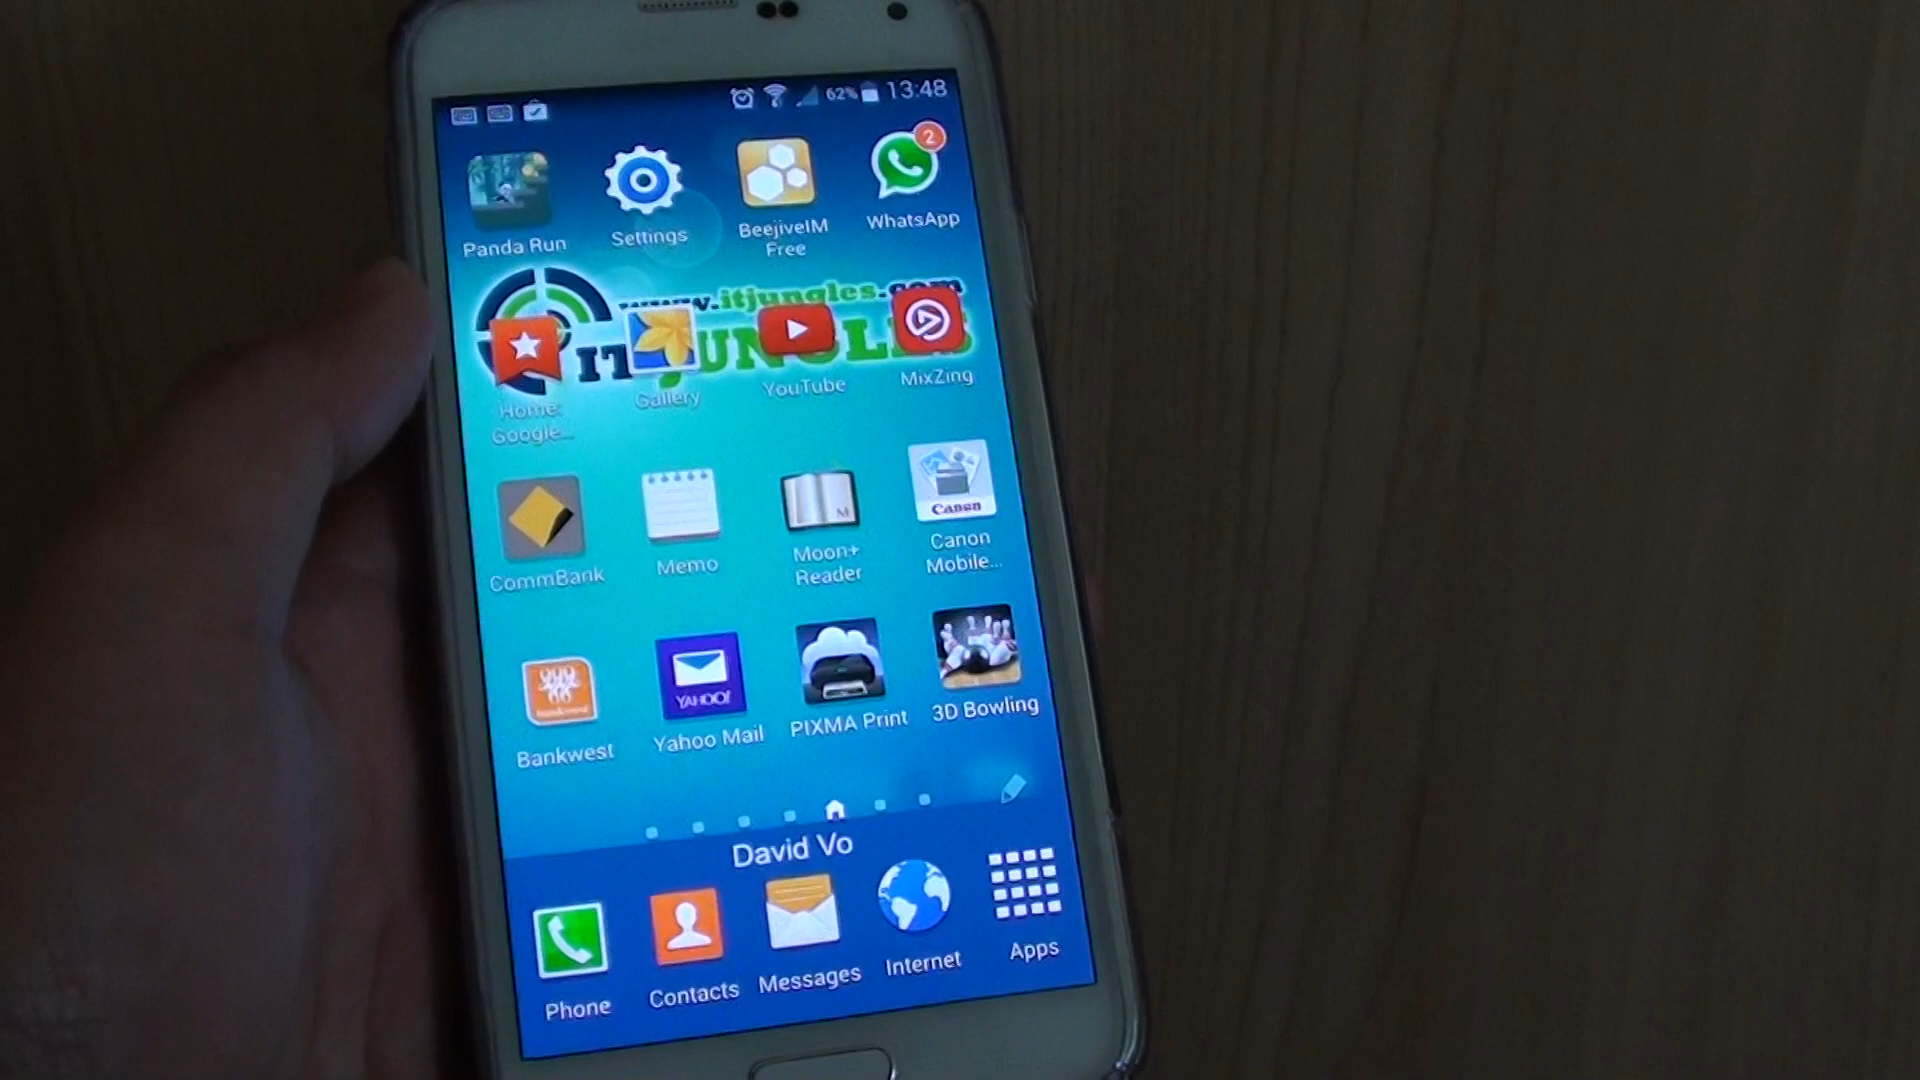 62% 13:48
2
Panda Run
Settings
BeejiveIM
Free
WhatsApp
www.itjungles.com
IT JUNGLES
Home:
Google...
Gallery
YouTube
MixZing
Canon
CommBank
Memo
M
Moon+
Reader
Canon
Mobile...
YAHOO!
Bankwest
Yahoo Mail
PIXMA Print
3D Bowling
David Vo
Phone
Contacts
Messages
Internet
Apps